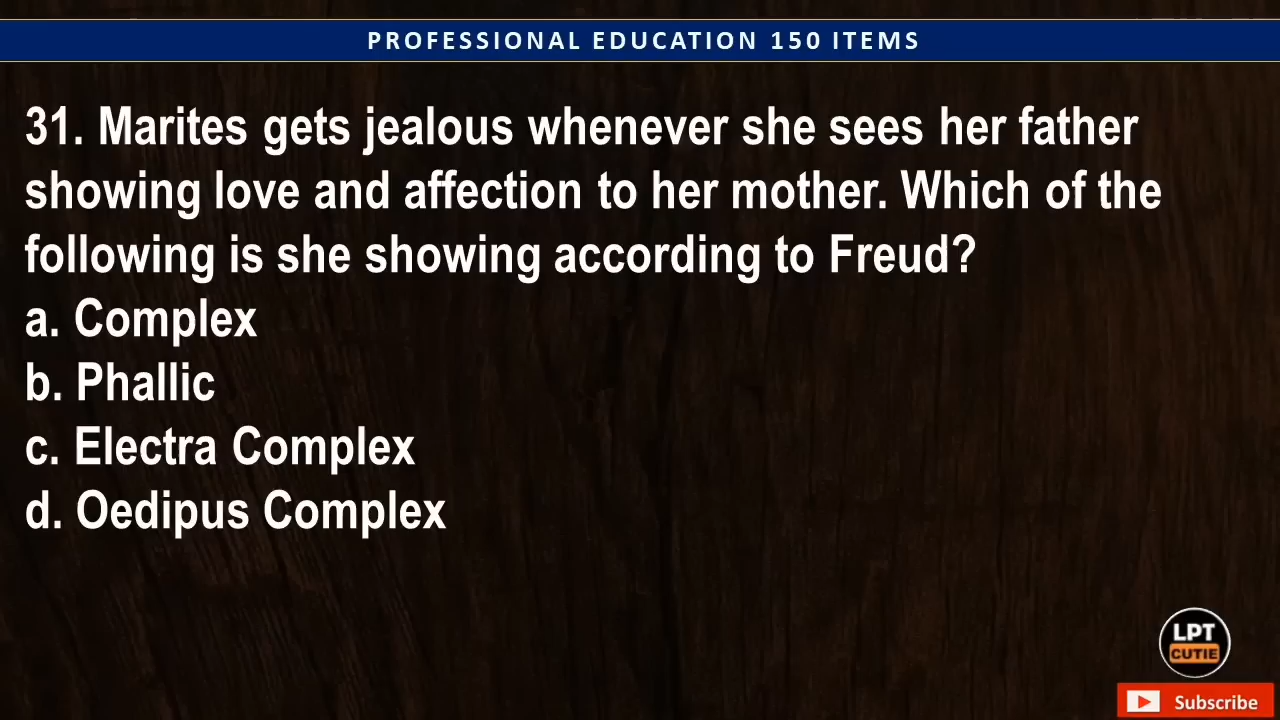 PROFESSIONAL EDUCATION 150 ITEMS
31. Marites gets jealous whenever she sees her father
showing love and affection to her mother. Which of the
following is she showing according to Freud?
a. Complex
b. Phallic
c. Electra Complex
d. Oedipus Complex
LPT
CUTIE
Subscribe